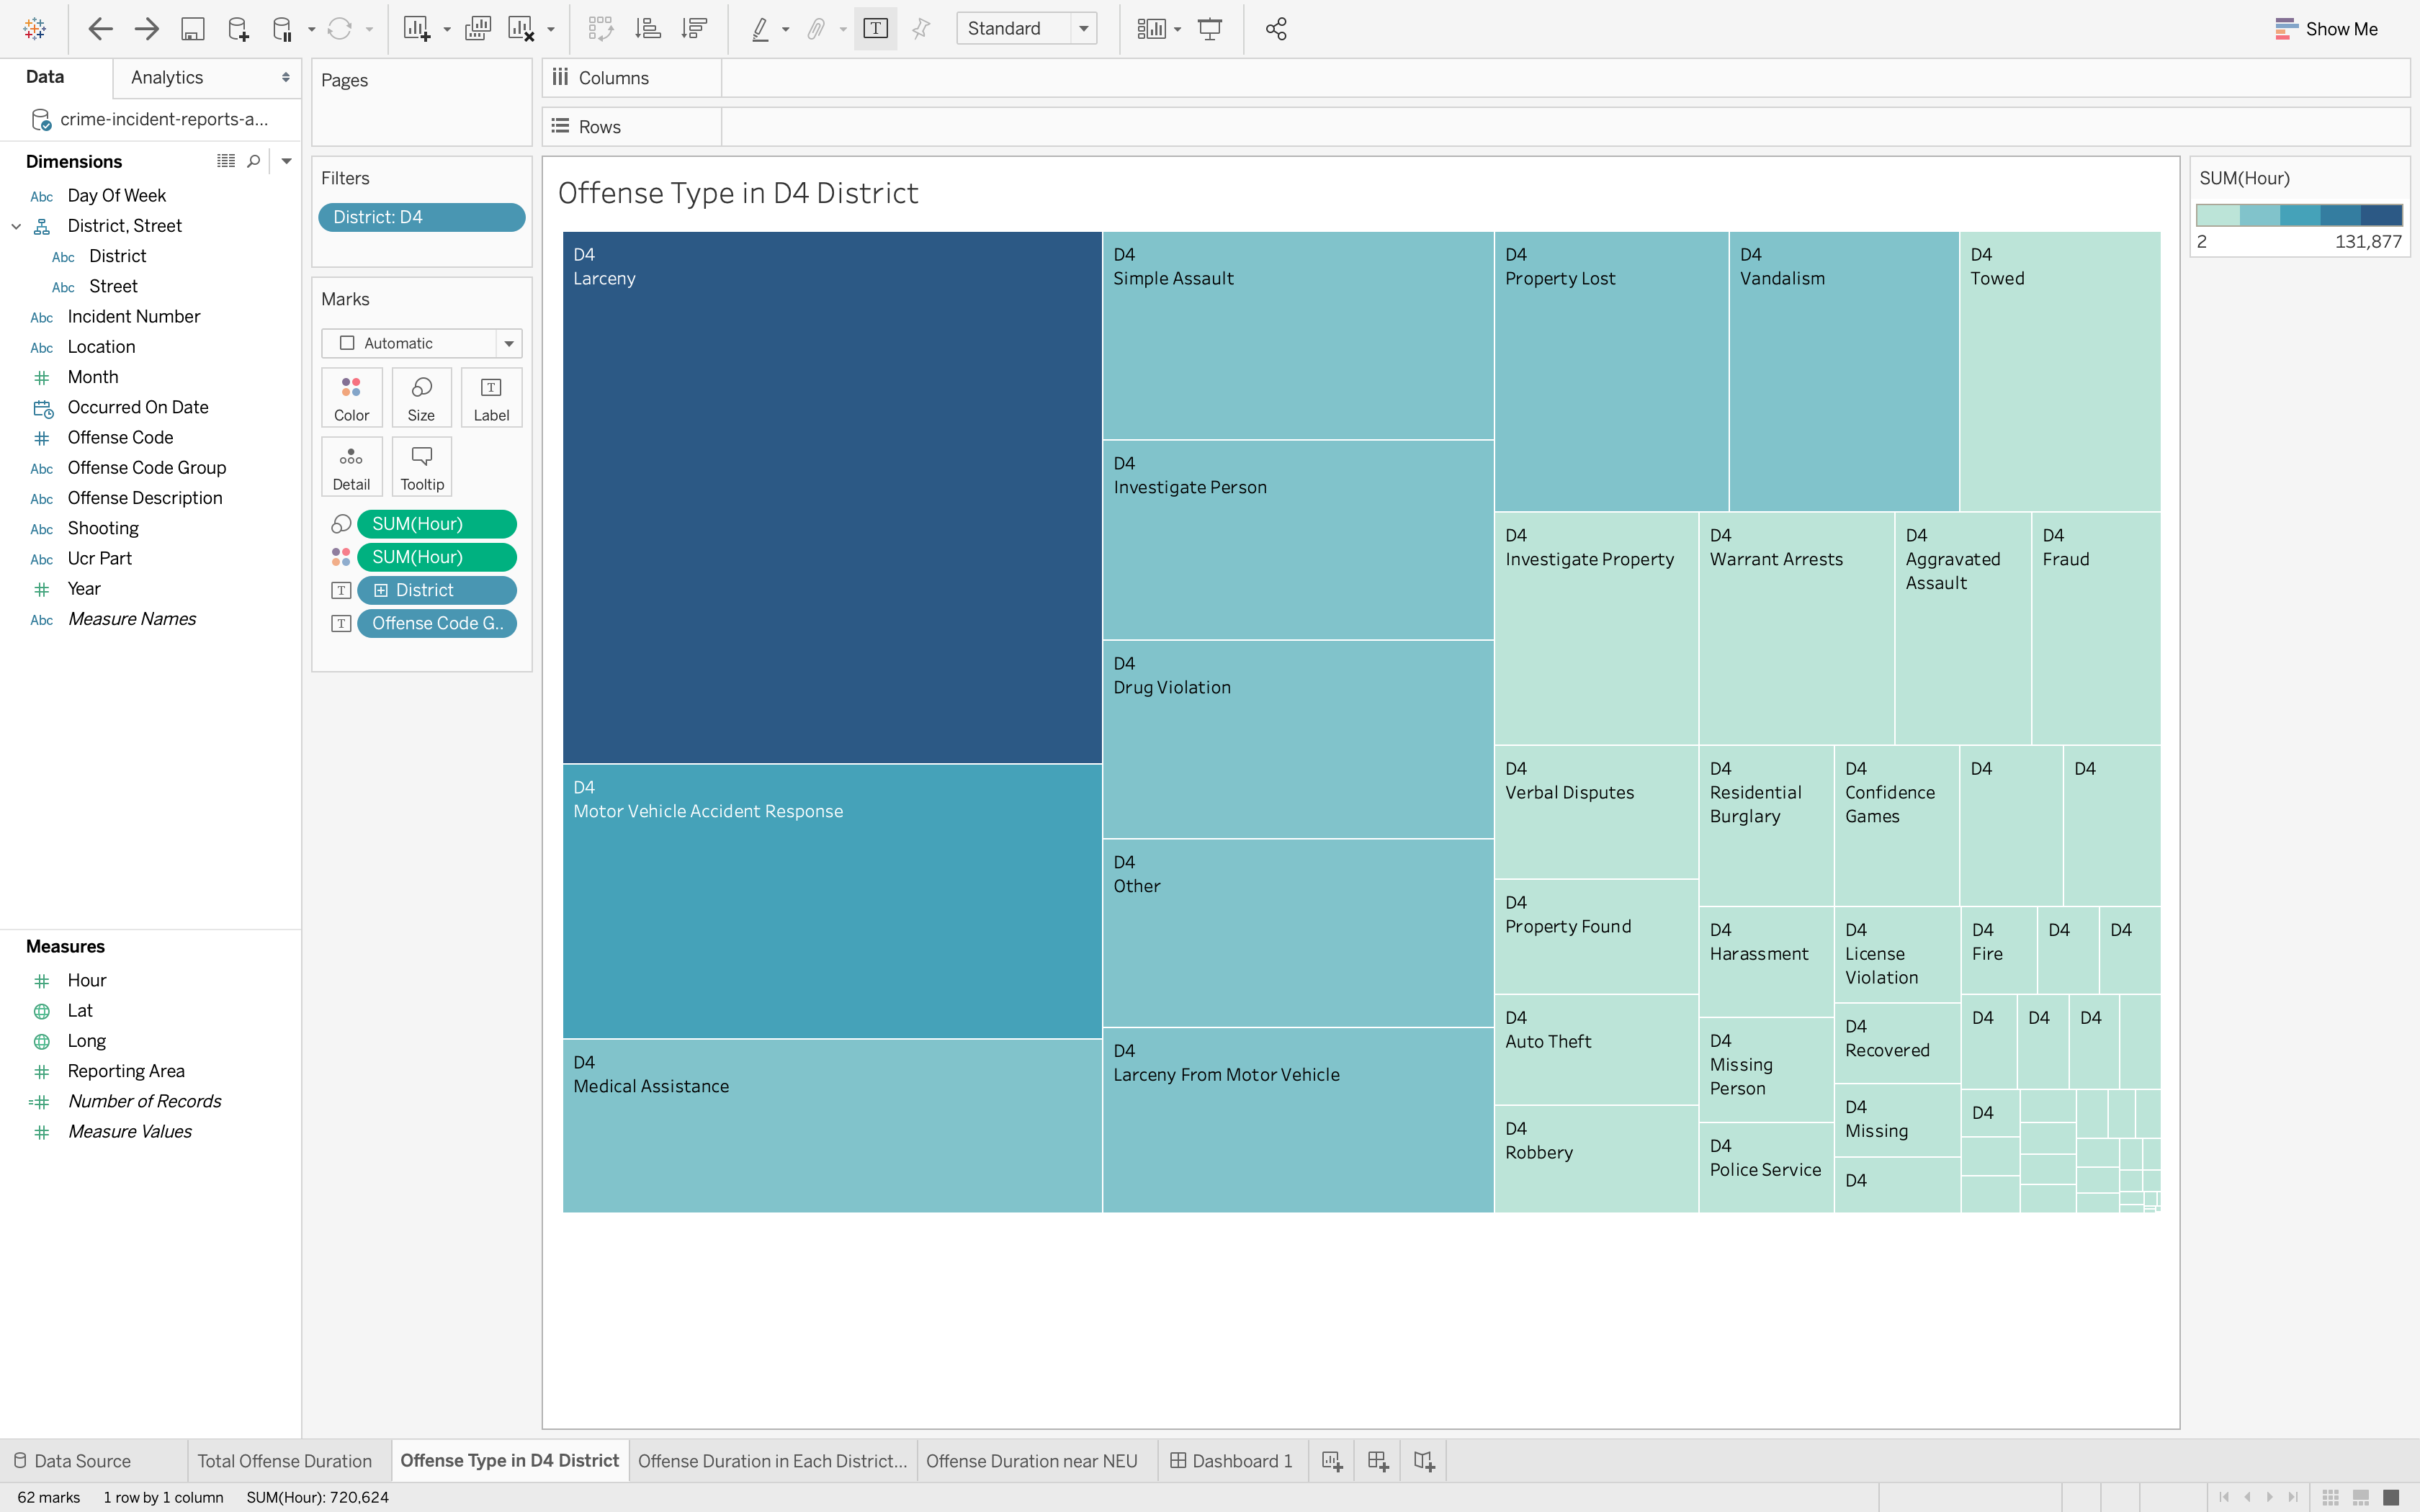 Standard
Show Me
Data
Analytics
crime-incident-reports-a...
Dimensions
Abc Day Of Week
District, Street
Abc District
Abc Street
Abc Incident Number
Abc Location
# Month
Occurred On Date
# Offense Code
Abc Offense Code Group
Abc Offense Description
Abc Shooting
Abc Ucr Part
# Year
Abc Measure Names
Measures
# Hour
Lat
Long
# Reporting Area
=# Number of Records
# Measure Values
Pages
Filters
District: D4
Marks
Automatic
Color
Size
T
Label
Detail
Tooltip
SUM(Hour)
SUM(Hour)
T District
T Offense Code G..
Columns
Rows
Offense Type in D4 District
D4
Larceny
D4
Motor Vehicle Accident Response
D4
Medical Assistance
D4
Simple Assault
D4
Investigate Person
D4
Drug Violation
D4
Other
D4
Larceny From Motor Vehicle
D4
Property Lost
D4
Vandalism
D4
Towed
D4
Investigate Property
D4
Warrant Arrests
D4
Aggravated
Assault
D4
Fraud
D4
Verbal Disputes
D4
Property Found
D4
Auto Theft
D4
Robbery
D4
Residential
Burglary
D4
Harassment
D4
Missing
Person
D4
Police Service
D4
Confidence
Games
D4
License
Violation
D4
Recovered
D4
Missing
D4
D4
D4
D4
Fire
D4
D4
D4
D4
D4
D4
SUM(Hour)
2
131,877
Data Source
Total Offense Duration
Offense Type in D4 District
Offense Duration in Each District...
Offense Duration near NEU
Dashboard 1
62 marks
1 row by 1 column
SUM(Hour): 720,624